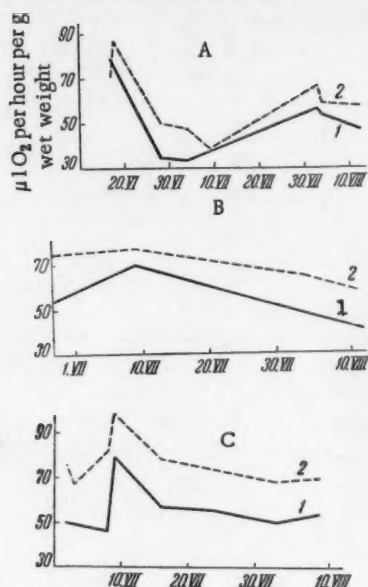 μl O₂ per hour per g
wet weight
A
90
70
50
30
2
1
20.VI 30.VI 10.VII 20.VII 30.VII 10.VIII
B
70
50
30
2
1
1.VII 10.VII 20.VII 30.VII 10.VIII
C
90
70
50
30
2
1
10.VII 20.VII 30.VII